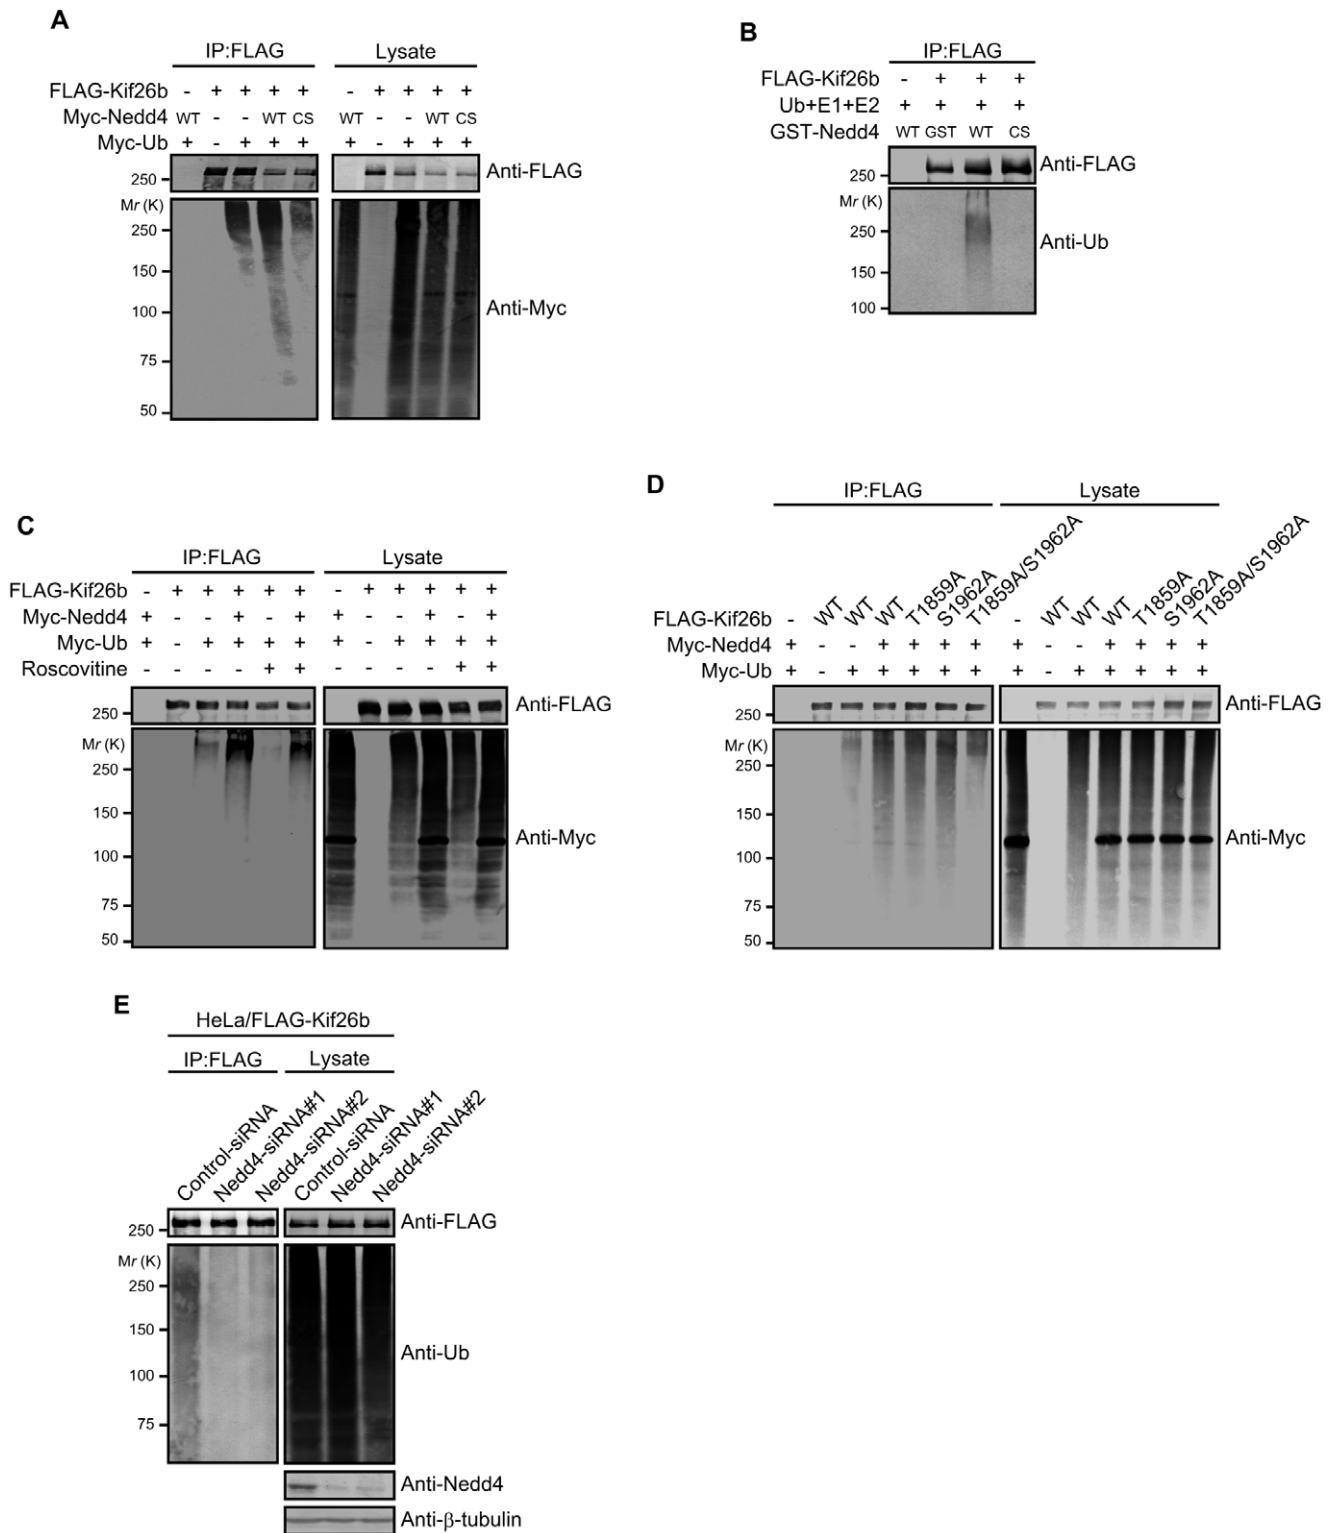 A
IP:FLAG Lysate
FLAG-Kif26b - + + + + - + + + +
Myc-Nedd4 WT - - WT CS WT - - WT CS
Myc-Ub + - + + + + - + + +
250 Anti-FLAG
Mr (K)
250
150
100
75
50
Anti-Myc
B
IP:FLAG
FLAG-Kif26b - + + +
Ub+E1+E2 + + + +
GST-Nedd4 WT GST WT CS
250 Anti-FLAG
Mr (K)
250 Anti-Ub
150
100
C
IP:FLAG Lysate
FLAG-Kif26b - + + + + + - + + + + +
Myc-Nedd4 + - - + - + + - - + - +
Myc-Ub + - + + + + + - + + + +
Roscovitine - - - - + + - - - - + +
250 Anti-FLAG
Mr (K)
250
150
Anti-Myc
100
75
50
D
IP:FLAG Lysate
FLAG-Kif26b - WT WT WT T1859A S1962A T1859A/S1962A - WT WT WT T1859A S1962A T1859A/S1962A
Myc-Nedd4 + - - + + + + + - - + + + +
Myc-Ub + - + + + + + + - + + + + +
250 Anti-FLAG
Mr (K)
250
150
Anti-Myc
100
75
50
E
HeLa/FLAG-Kif26b
IP:FLAG Lysate
Control-siRNA Nedd4-siRNA#1 Nedd4-siRNA#2 Control-siRNA Nedd4-siRNA#1 Nedd4-siRNA#2
250 Anti-FLAG
Mr (K)
250
150
Anti-Ub
100
75
Anti-Nedd4
Anti-β-tubulin